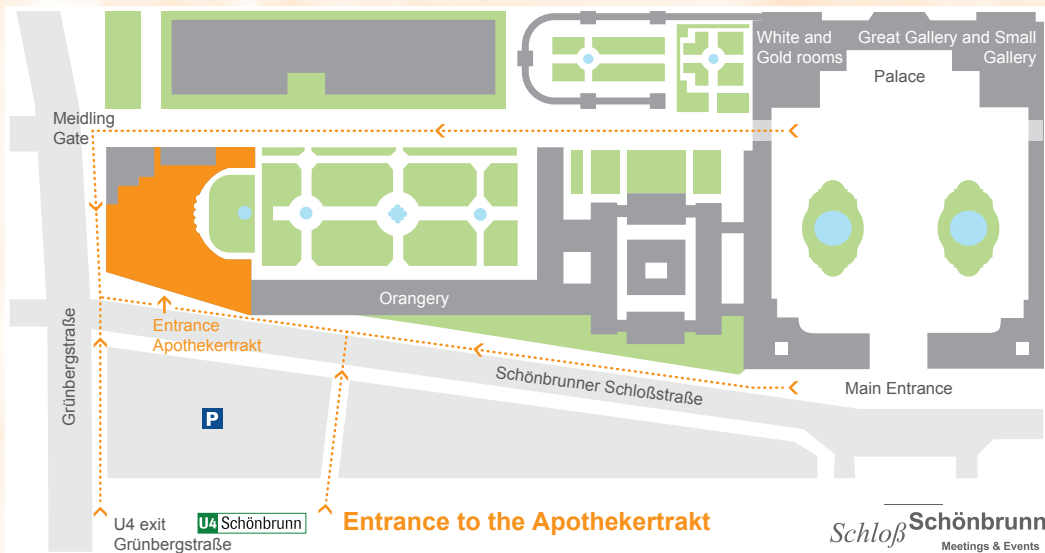 White and
Gold rooms
Great Gallery and Small
Gallery
Palace
Meidling
Gate
Orangery
Entrance
Apothekertrakt
Grünbergstraße
Schönbrunner Schloßstraße
Main Entrance
P
U4 exit
Grünbergstraße
U4 Schönbrunn
Entrance to the Apothekertrakt
Schloß Schönbrunn
Meetings & Events